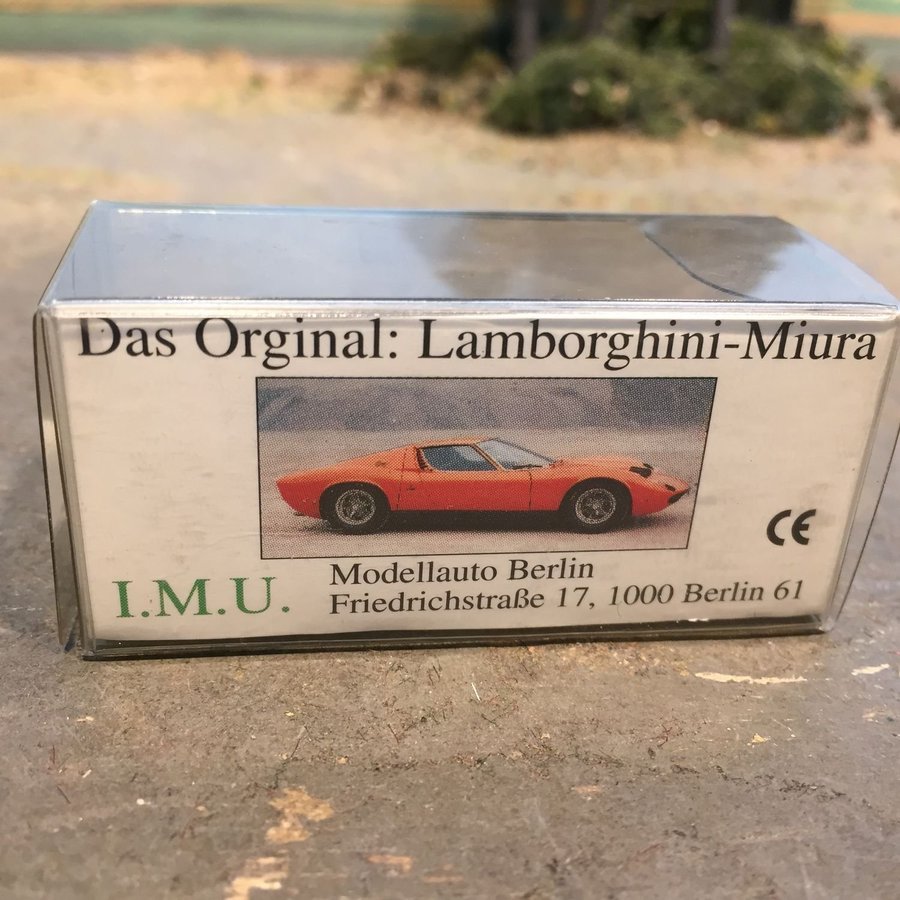 Das Orginal: Lamborghini-Miura
CE
I.M.U.
Modellauto Berlin
Friedrichstraße 17, 1000 Berlin 61